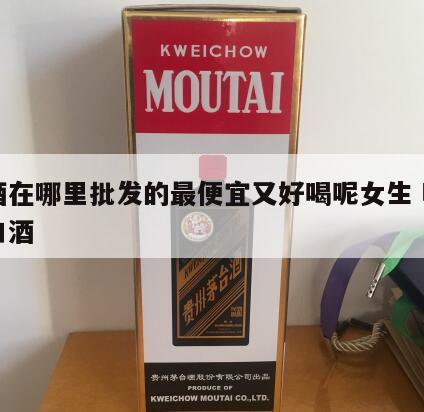 KWEICHOW
MOUTAI
酒在哪里批发的最便宜又好喝呢女生
白酒
贵州茅台酒
贵州茅台酒股份有限公司出品
PRODUCE OF
KWEICHOW MOUTAI CO.,LTD.